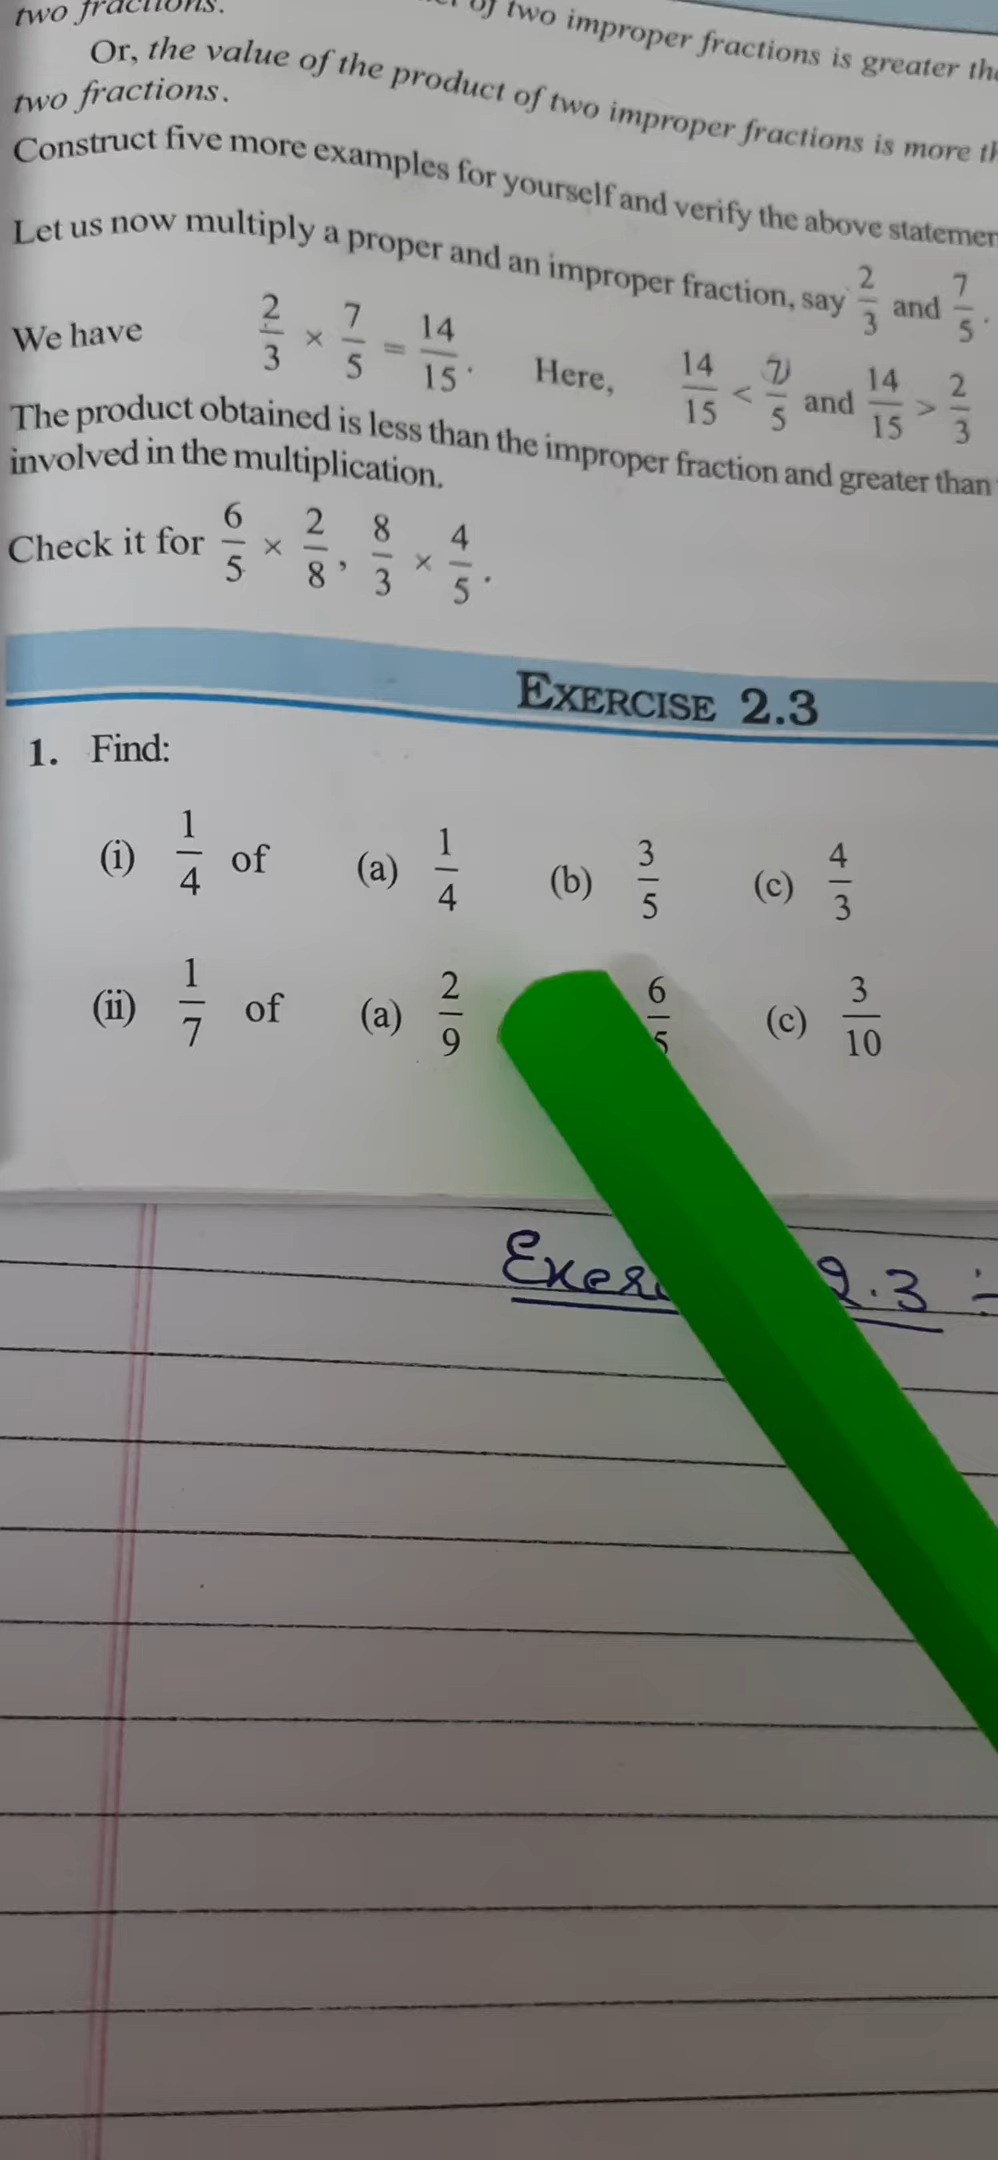 two fractions.
of two improper fractions is greater
Or, the value of the product of two improper fractions is more
two fractions.
Construct five more examples for yourself and verify the above
Let us now multiply a proper and an improper fraction, say 2/3 and 7/5.
We have 2/3 × 7/5 = 14/15. Here, 14/15 < 7/5 and 14/15 > 2/3
The product obtained is less than the improper fraction and greater than
involved in the multiplication.
Check it for 6/5 × 2/8, 8/3 × 4/5.
EXERCISE 2.3
1. Find:
(i) 1/4 of (a) 1/4 (b) 3/5 (c) 4/3
(ii) 1/7 of (a) 2/9 6/5 (c) 3/10
2.3 :-